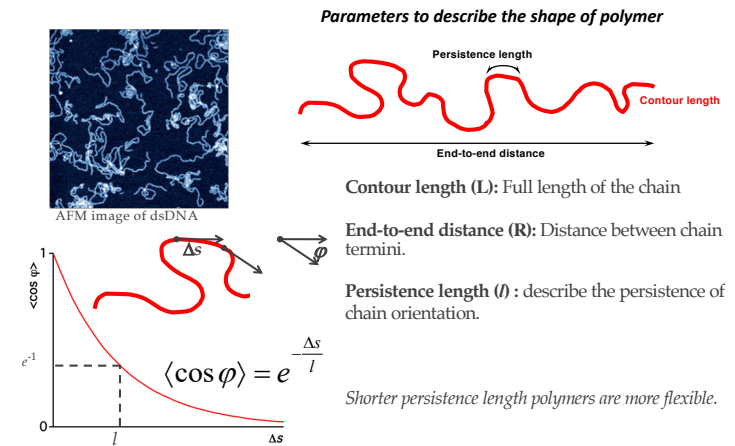 Parameters to describe the shape of polymer
Persistence length
Contour length
End-to-end distance
AFM image of dsDNA
Contour length (L): Full length of the chain
End-to-end distance (R): Distance between chain
termini.
Persistence length (l) : describe the persistence of
chain orientation.
Shorter persistence length polymers are more flexible.
Δs
φ
<cos φ>
1
e⁻¹
0
l
Δs
⟨cos φ⟩ = e^(-Δs/l)